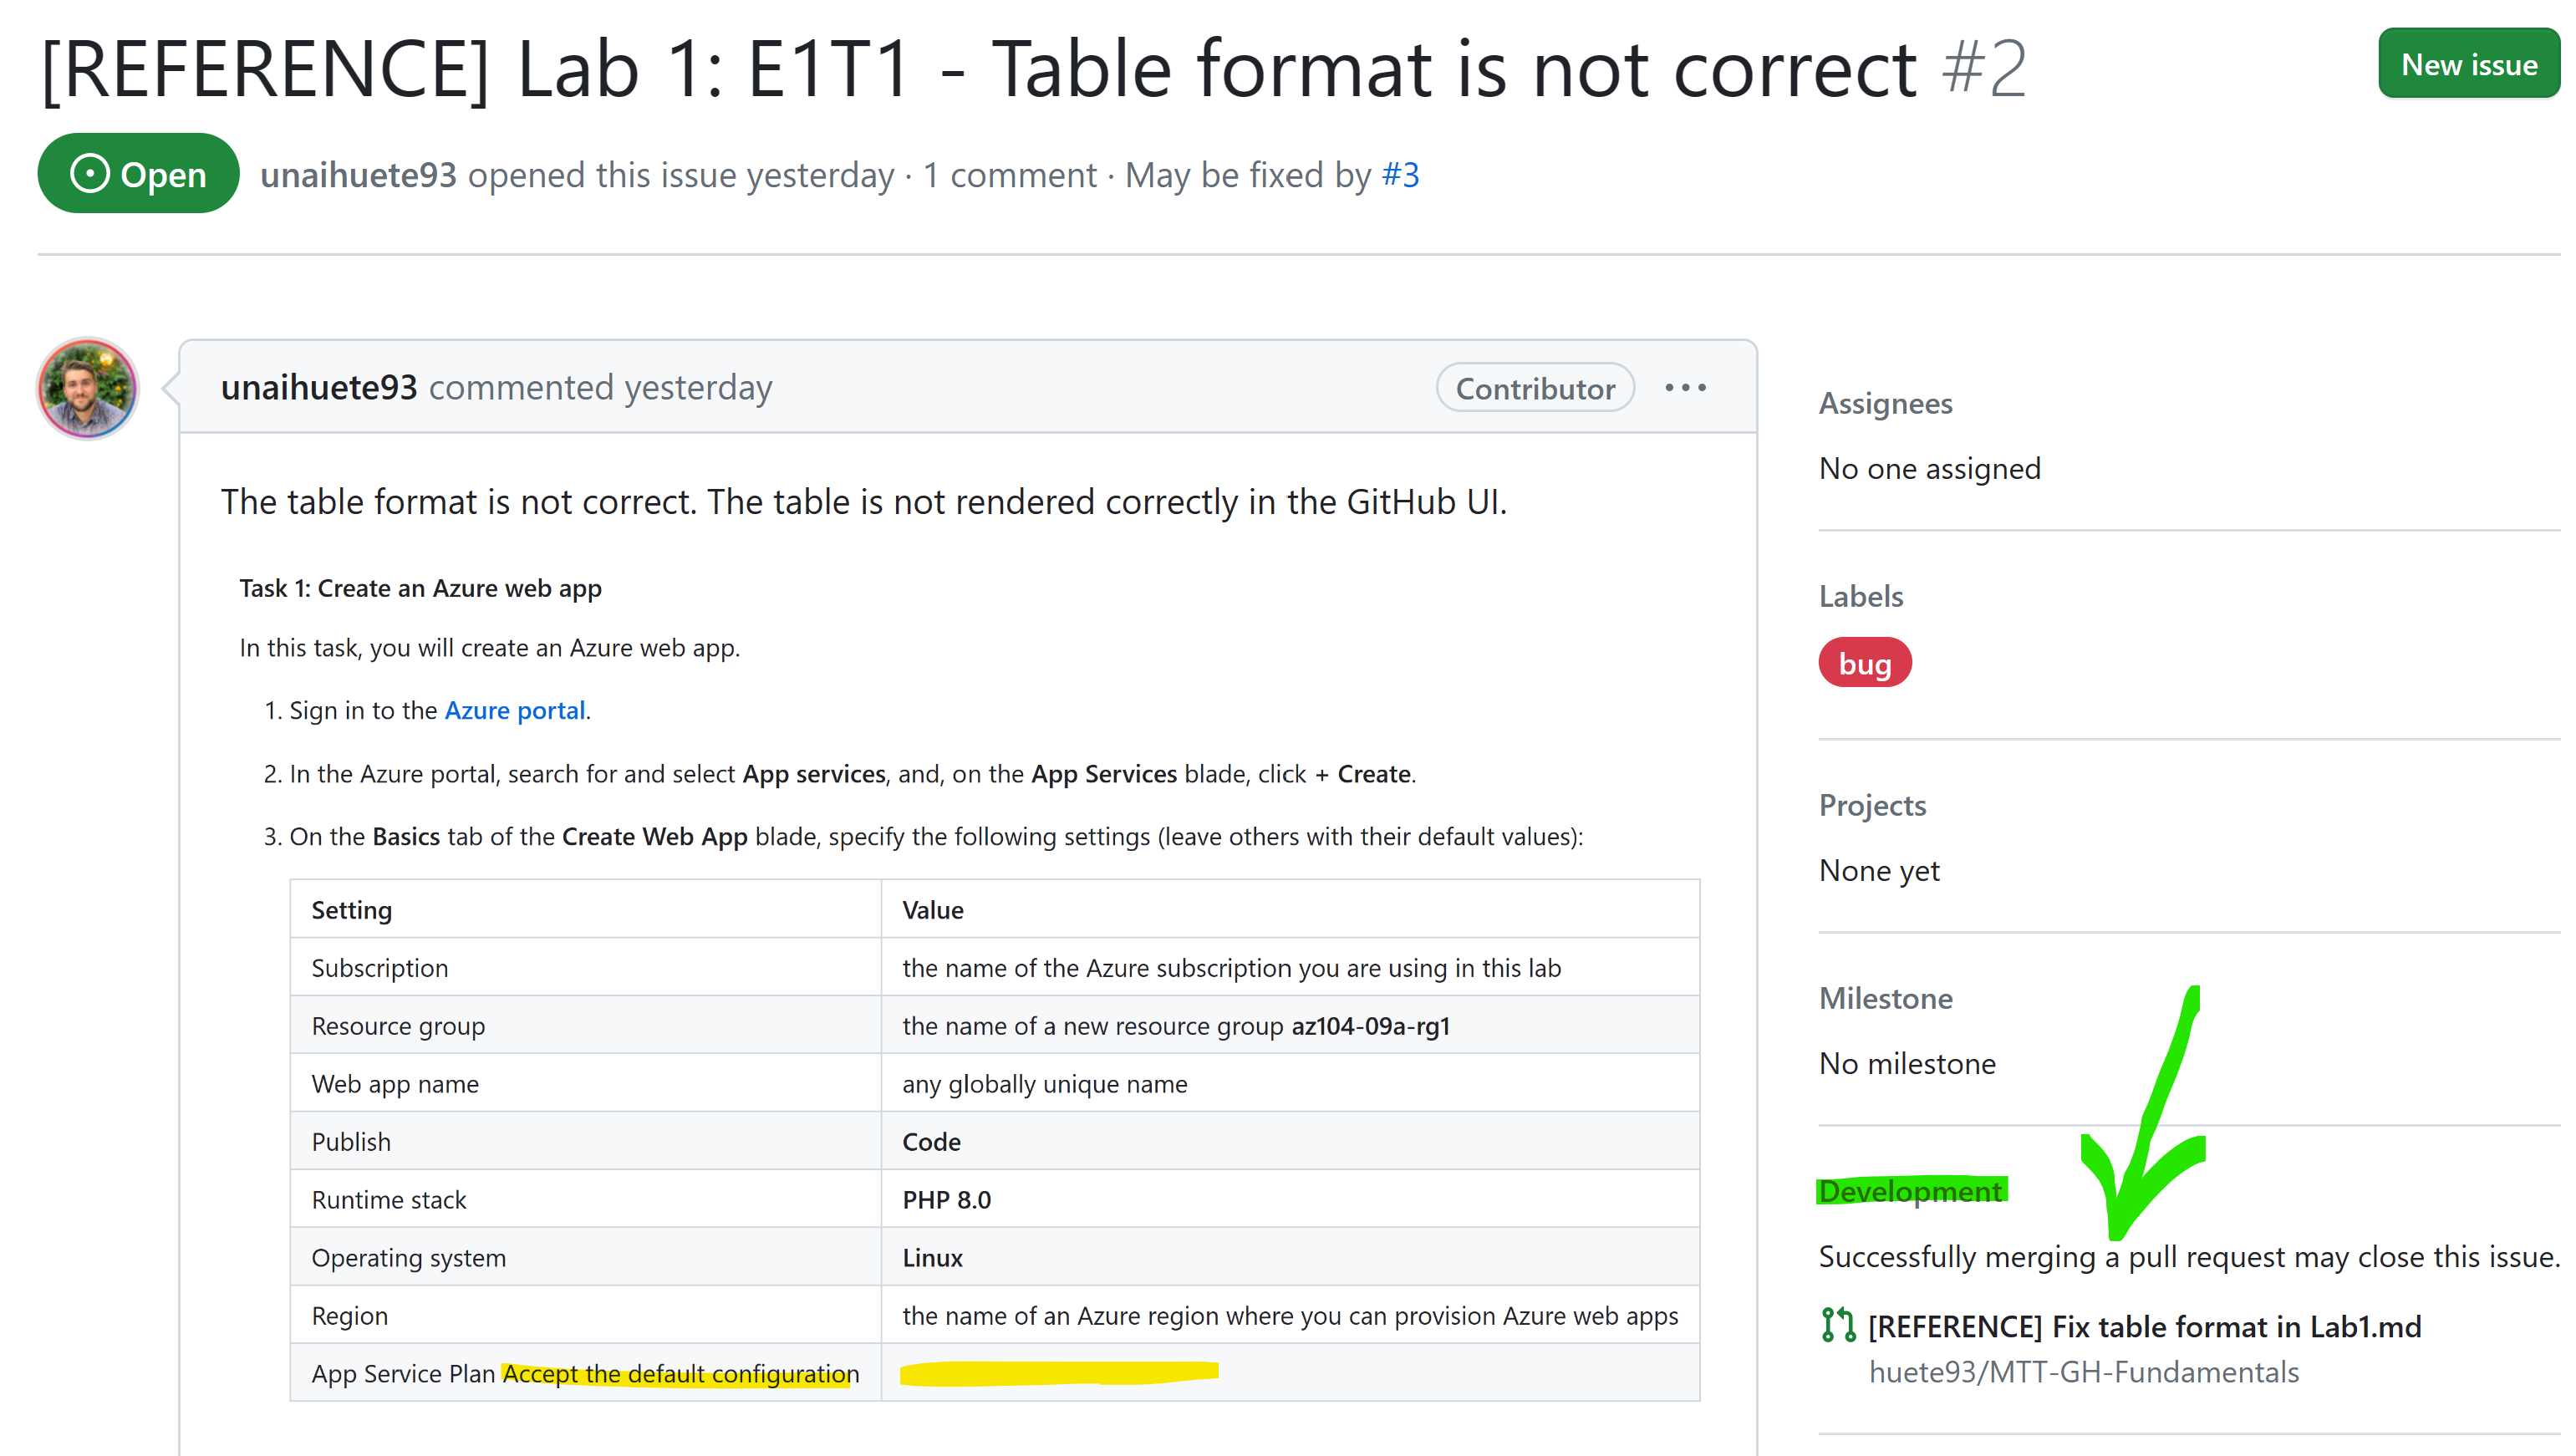 [REFERENCE] Lab 1: E1T1 - Table format is not correct #2
New issue
Open
unaihuete93 opened this issue yesterday · 1 comment · May be fixed by #3
unaihuete93 commented yesterday
Contributor
The table format is not correct. The table is not rendered correctly in the GitHub UI.
Task 1: Create an Azure web app
In this task, you will create an Azure web app.
1. Sign in to the Azure portal.
2. In the Azure portal, search for and select App services, and, on the App Services blade, click + Create.
3. On the Basics tab of the Create Web App blade, specify the following settings (leave others with their default values):
Setting Value
Subscription the name of the Azure subscription you are using in this lab
Resource group the name of a new resource group az104-09a-rg1
Web app name any globally unique name
Publish Code
Runtime stack PHP 8.0
Operating system Linux
Region the name of an Azure region where you can provision Azure web apps
App Service Plan Accept the default configuration
Assignees
No one assigned
Labels
bug
Projects
None yet
Milestone
No milestone
Development
Successfully merging a pull request may close this issue.
[REFERENCE] Fix table format in Lab1.md
huete93/MTT-GH-Fundamentals